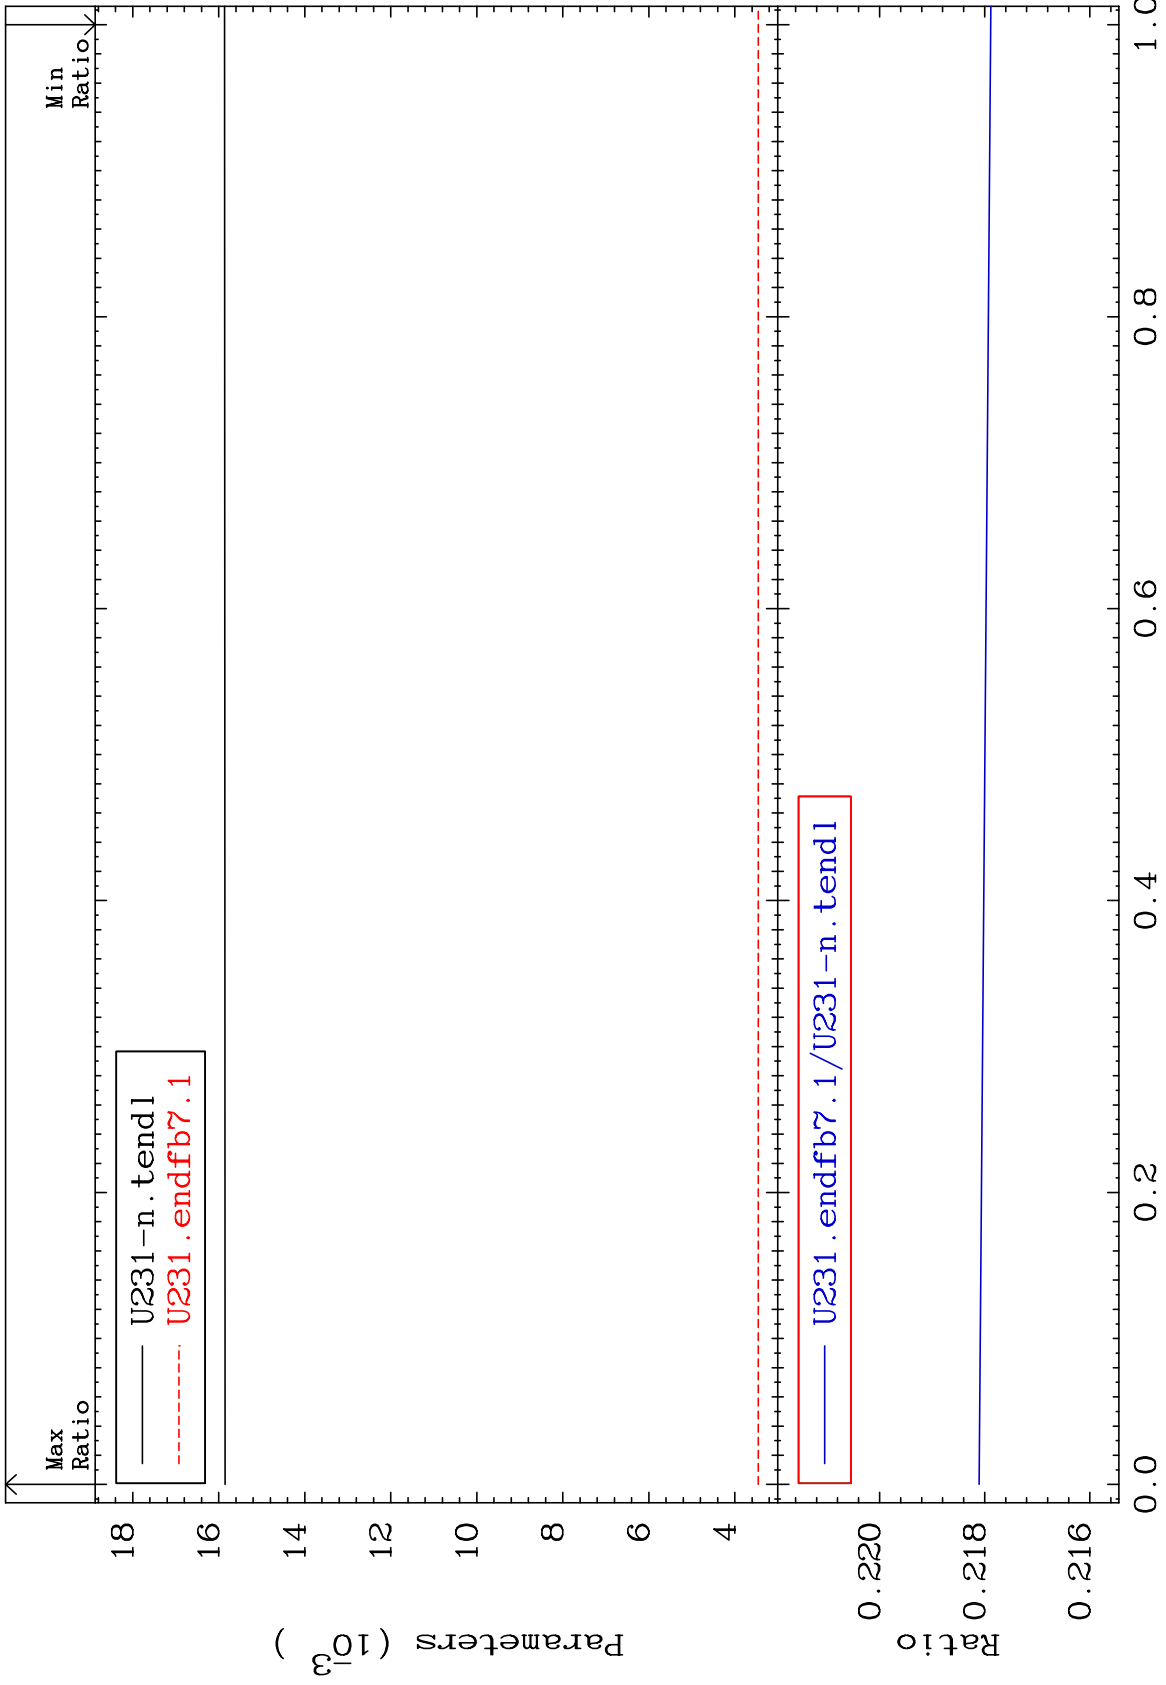 Max
Ratio
Min
Ratio
U231-n.tendl
U231.endfb7.1
18
16
14
12
10
8
6
4
Parameters (10-3)
U231.endfb7.1/U231-n.tendl
0.220
0.218
0.216
Ratio
0.0
0.2
0.4
0.6
0.8
1.0